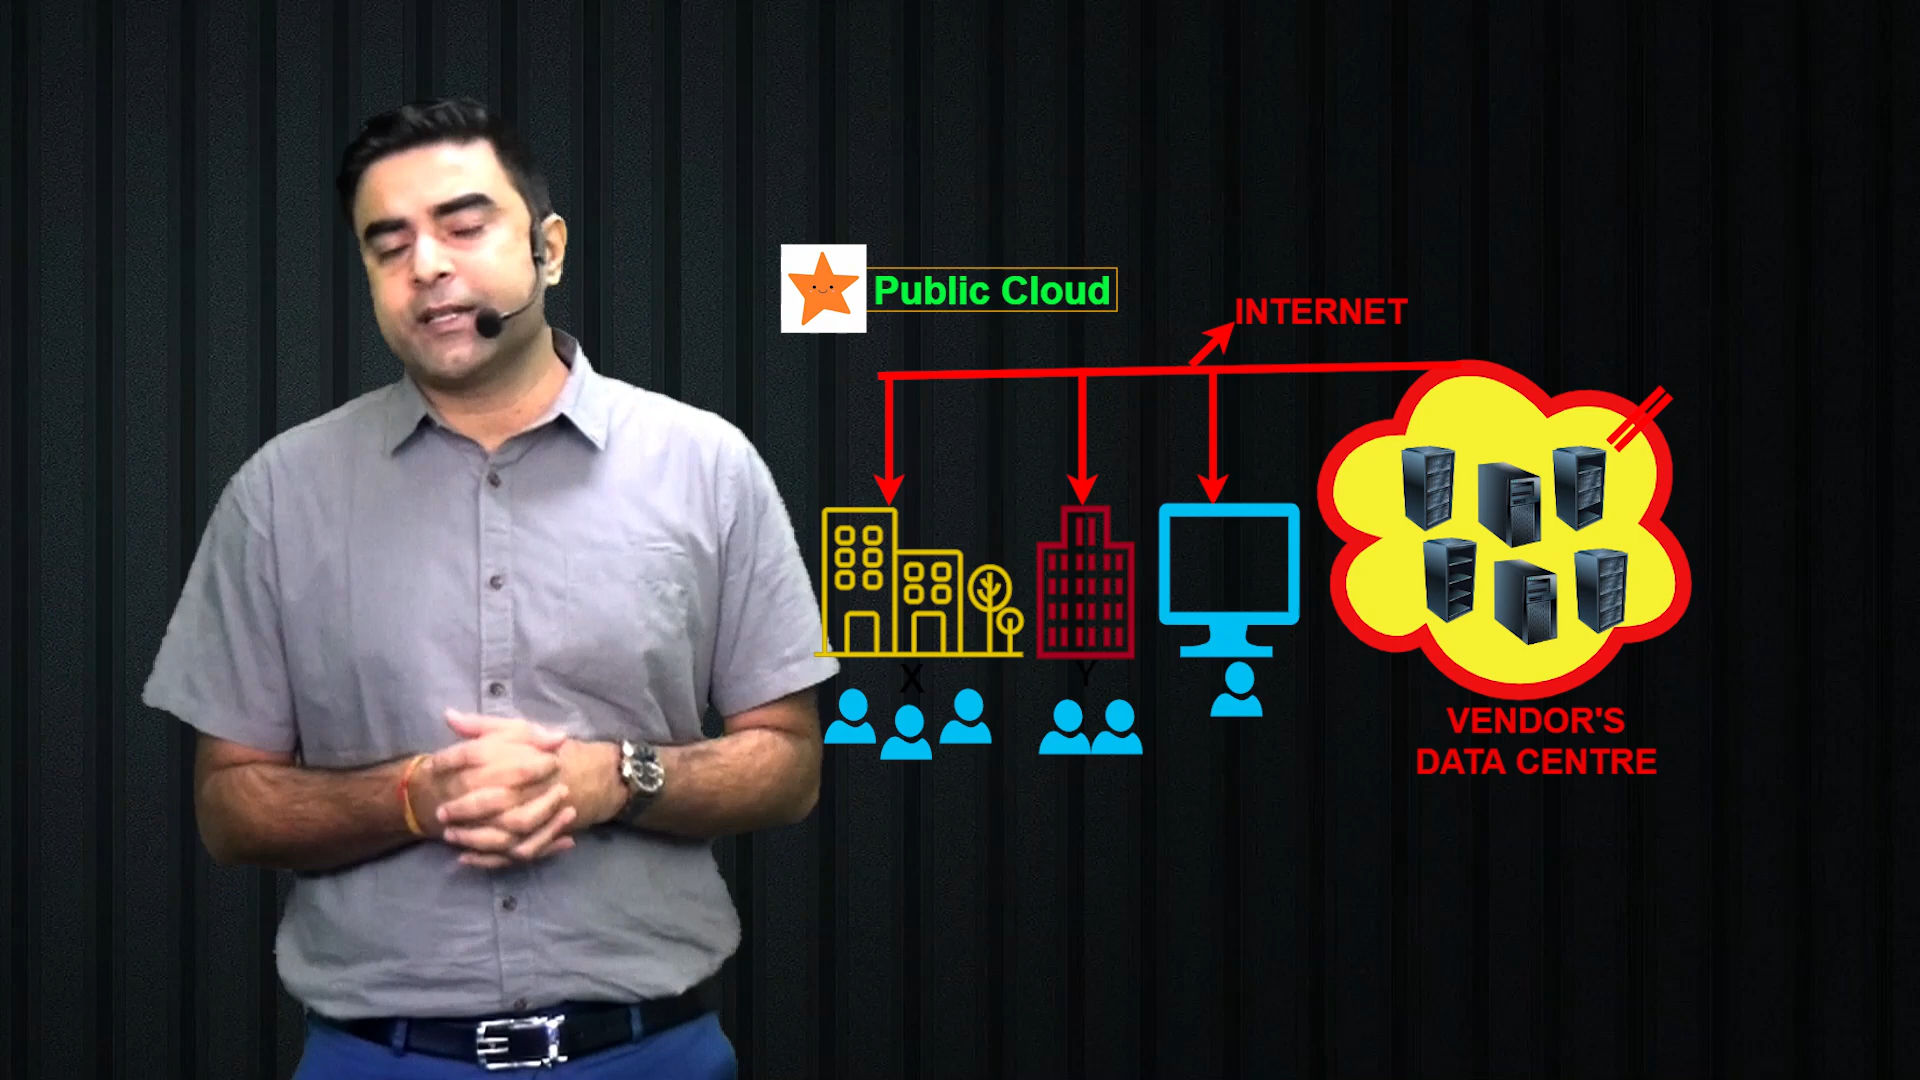 Public Cloud
INTERNET
X
Y
VENDOR'S
DATA CENTRE